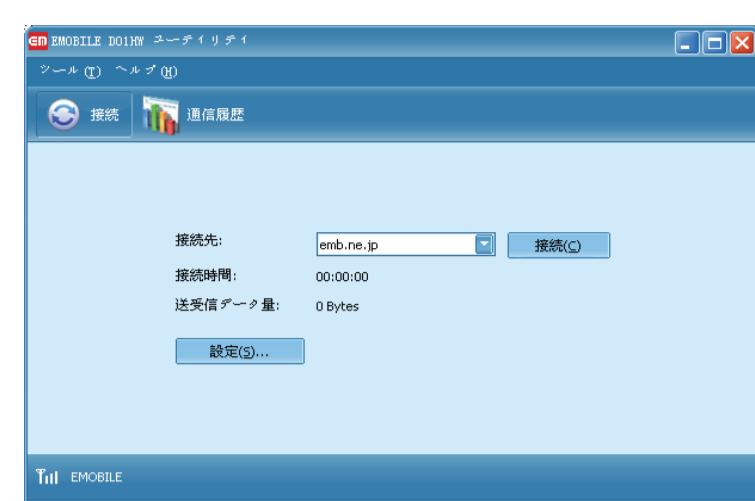 EM EMOBILE D01HW ユーティリティ
ツール(T) ヘルプ(H)
接続 通信履歴
接続先: emb.ne.jp 接続(C)
接続時間: 00:00:00
送受信データ量: 0 Bytes
設定(S)...
EMOBILE